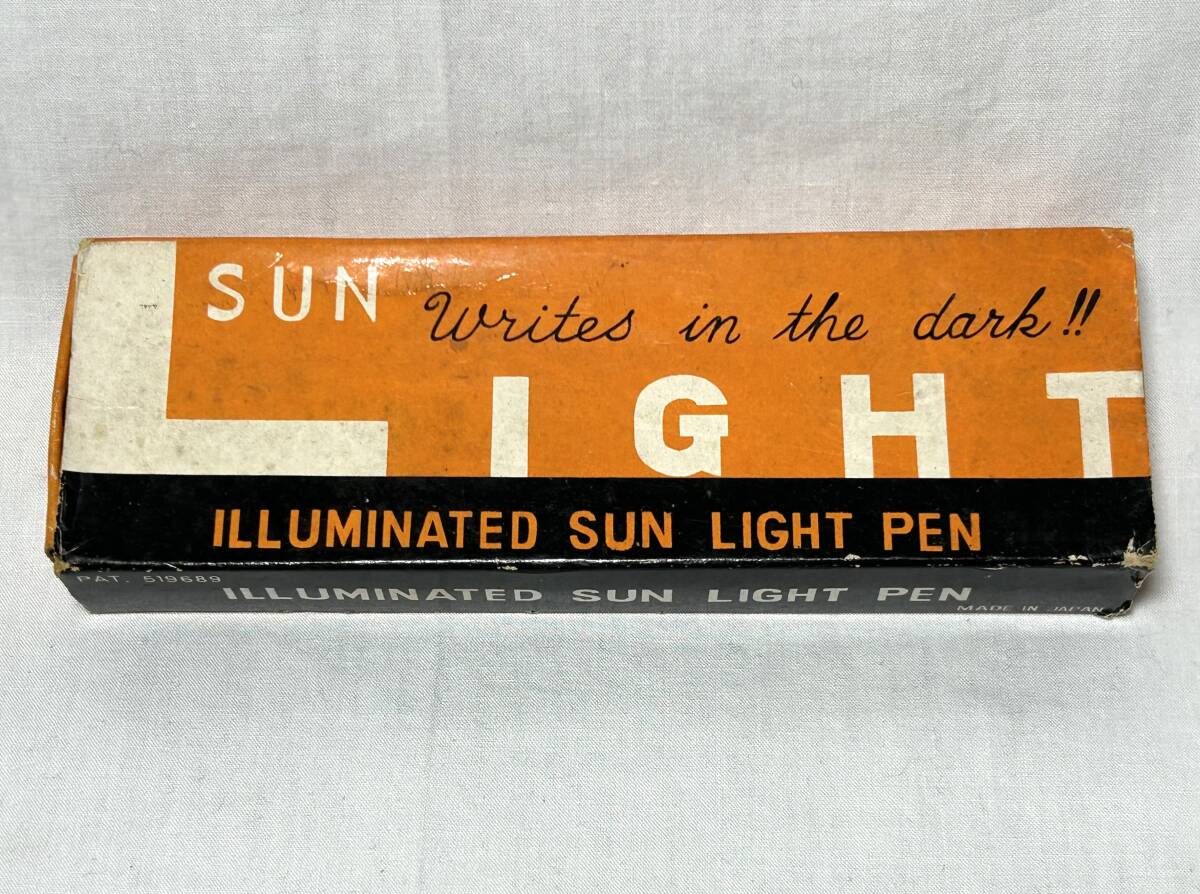 SUN
Writes in the dark!!
LIGHT
ILLUMINATED SUN LIGHT PEN
PAT. 519689
ILLUMINATED SUN LIGHT PEN
MADE IN JAPAN